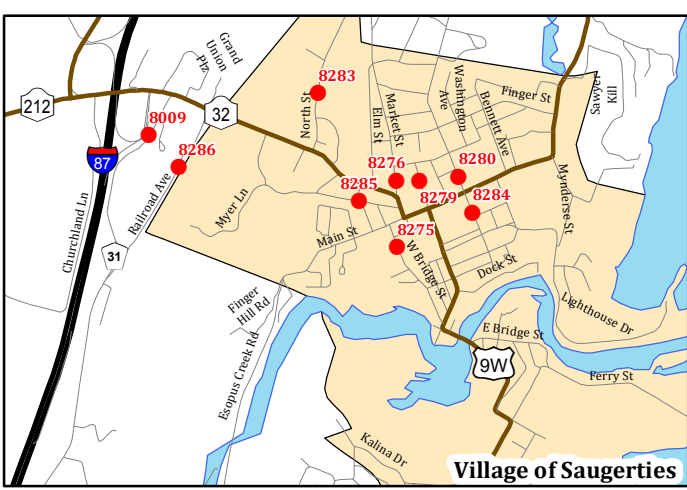 Grand
Union
Plz
212
32
8283
8009
8286
87
North St
Elm St
Market St
Washington
Ave
Bennett Ave
Finger St
Sawyer
Kill
8276
8280
8285
8279
8284
8275
Myer Ln
Railroad Ave
Churchland Ln
31
Main St
W Bridge St
Dock St
Mynderse St
Finger
Hill Rd
Esopus Creek Rd
Lighthouse Dr
E Bridge St
9W
Ferry St
Kalina Dr
Village of Saugerties